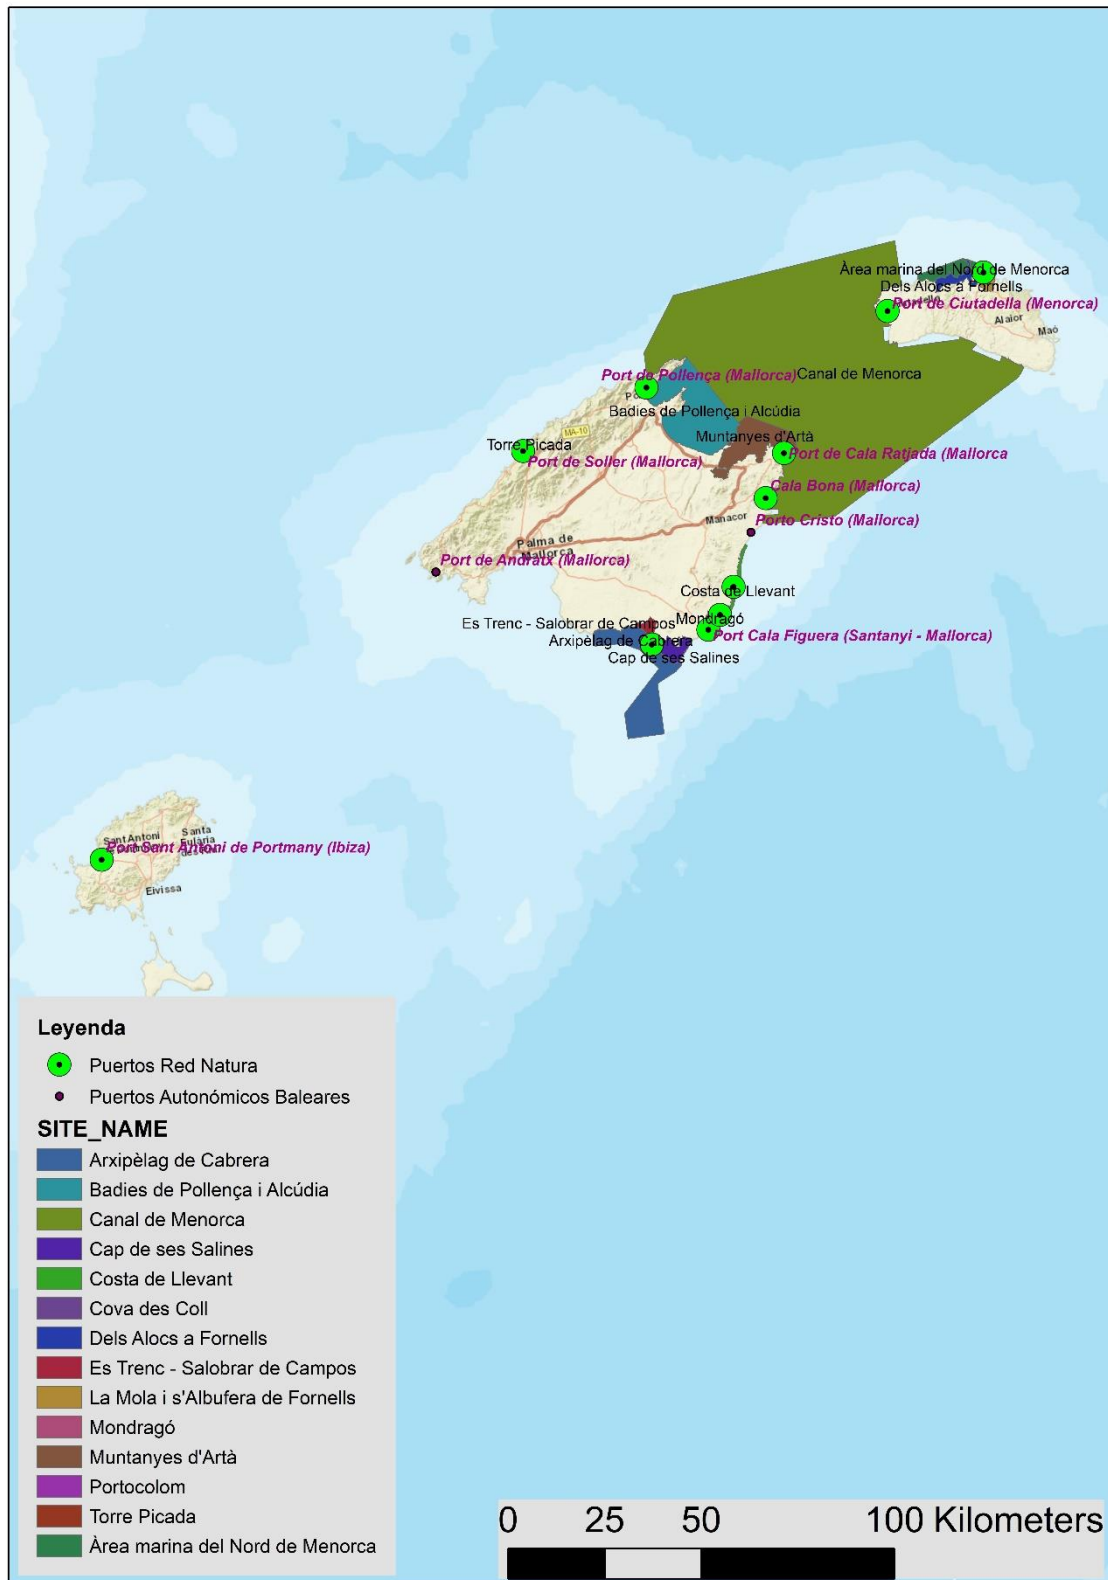 Àrea marina del Nord de Menorca
Dels Alocs a Fornells
Port de Ciutadella (Menorca)
Alaior
Maó
Port de Pollença (Mallorca)
Canal de Menorca
Badies de Pollença i Alcúdia
MA-10
Muntanyes d'Artà
Torre Picada
Port de Soller (Mallorca)
Port de Cala Ratjada (Mallorca
Cala Bona (Mallorca)
Manacor
Porto Cristo (Mallorca)
Palma de
Mallorca
Port de Andratx (Mallorca)
Costa de Llevant
Mondragó
Es Trenc - Salobrar de Campos
Port Cala Figuera (Santanyi - Mallorca)
Arxipèlag de Cabrera
Cap de ses Salines
Sant Antoni
Santa
Port Sant Antoni de Portmany (Ibiza)
Eivissa
Leyenda
Puertos Red Natura
Puertos Autonómicos Baleares
SITE_NAME
Arxipèlag de Cabrera
Badies de Pollença i Alcúdia
Canal de Menorca
Cap de ses Salines
Costa de Llevant
Cova des Coll
Dels Alocs a Fornells
Es Trenc - Salobrar de Campos
La Mola i s'Albufera de Fornells
Mondragó
Muntanyes d'Artà
Portocolom
Torre Picada
Àrea marina del Nord de Menorca
0 25 50 100 Kilometers